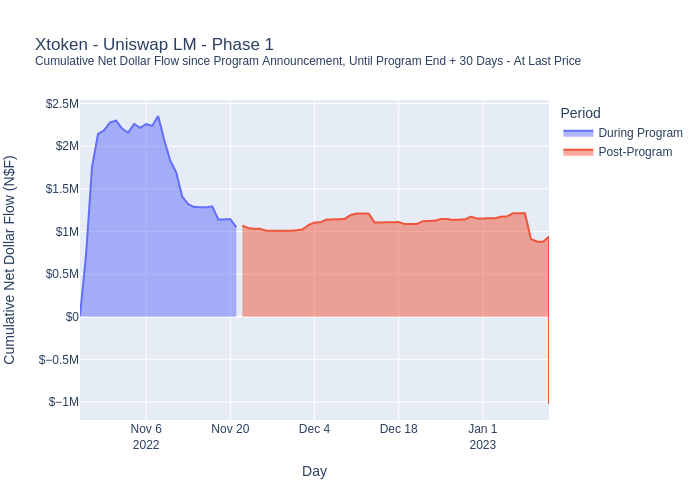 Xtoken - Uniswap LM - Phase 1
Cumulative Net Dollar Flow since Program Announcement, Until Program End + 30 Days - At Last Price
Cumulative Net Dollar Flow (N$F)
$2.5M
$2M
$1.5M
$1M
$0.5M
$0
$−0.5M
$−1M
Nov 6
2022
Nov 20
Dec 4
Dec 18
Jan 1
2023
Day
Period
During Program
Post-Program